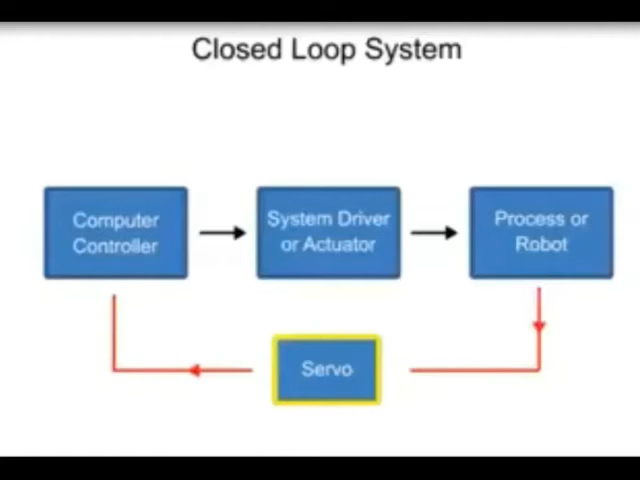 Closed Loop System
Computer
Controller
System Driver
or Actuator
Process or
Robot
Servo